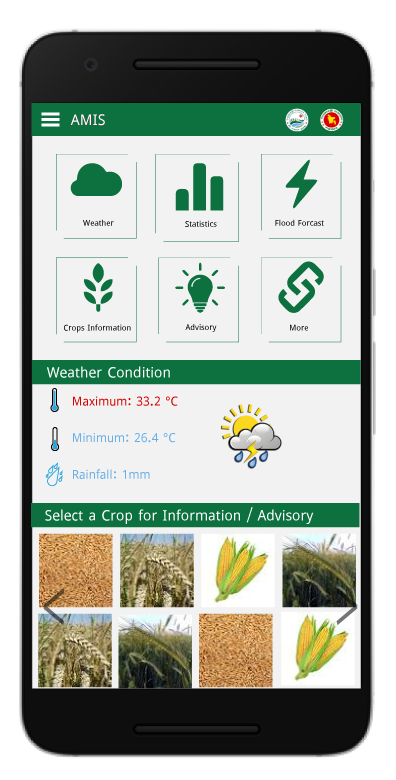 AMIS
Weather
Statistics
Flood Forcast
Crops Information
Advisory
More
Weather Condition
Maximum: 33.2 °C
Minimum: 26.4 °C
Rainfall: 1mm
Select a Crop for Information / Advisory